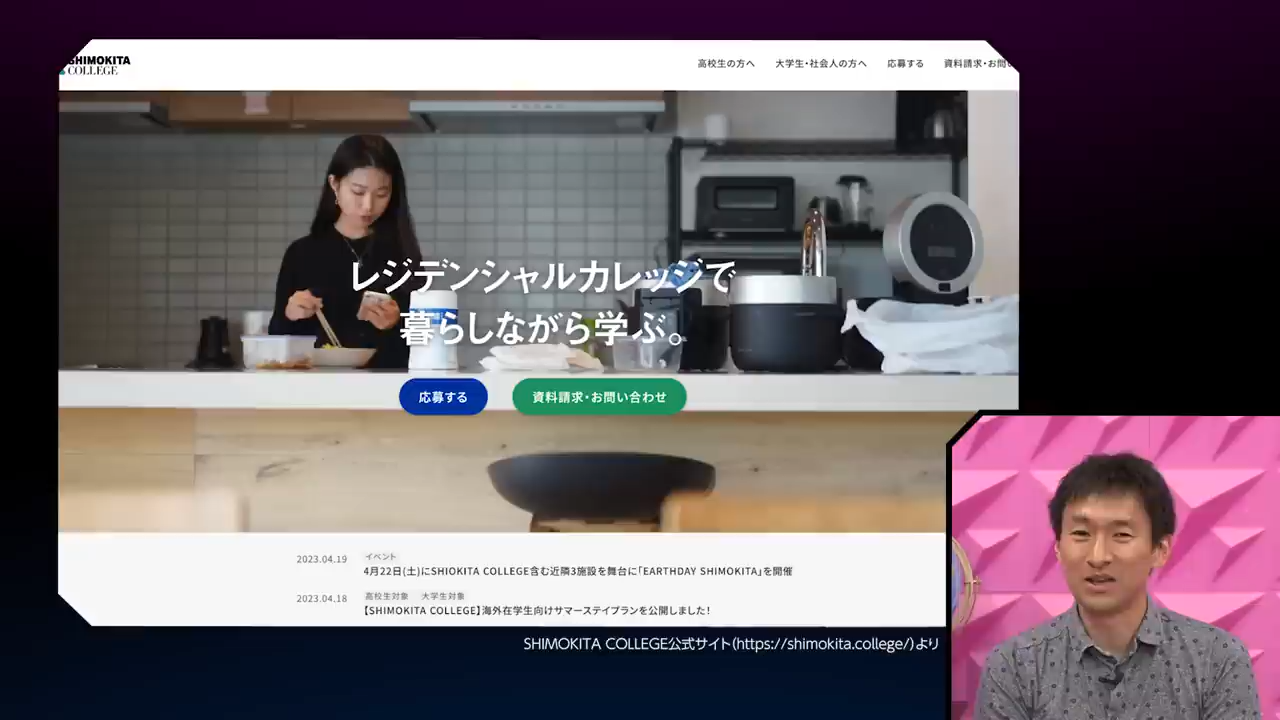 SHIMOKITA
COLLEGE
高校生の方へ 大学生・社会人の方へ 応募する 資料請求・お問い
レジデンシャルカレッジで
暮らしながら学ぶ。
応募する 資料請求・お問い合わせ
2023.04.19 イベント
4月22日(土)にSHIOKITA COLLEGE含む近隣3施設を舞台に「EARTHDAY SHIMOKITA」を開催
2023.04.18 高校生対象 大学生対象
【SHIMOKITA COLLEGE】海外在学生向けサマーステイプランを公開しました！
SHIMOKITA COLLEGE公式サイト(https://shimokita.college/)より